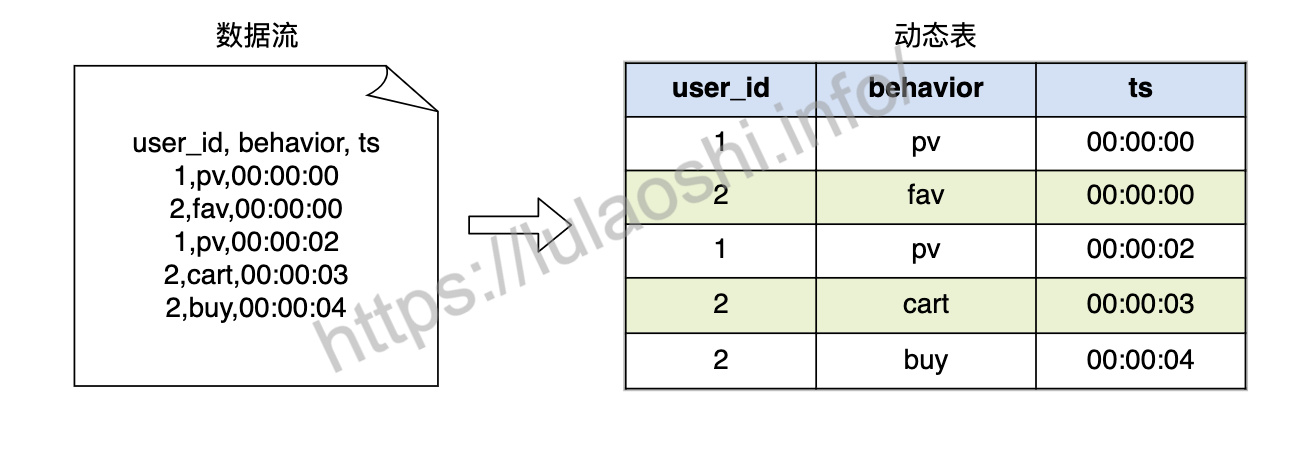 数据流
user_id, behavior, ts
1,pv,00:00:00
2,fav,00:00:00
1,pv,00:00:02
2,cart,00:00:03
2,buy,00:00:04
动态表
user_id behavior ts
1 pv 00:00:00
2 fav 00:00:00
1 pv 00:00:02
2 cart 00:00:03
2 buy 00:00:04
https://lulaoshi.info/